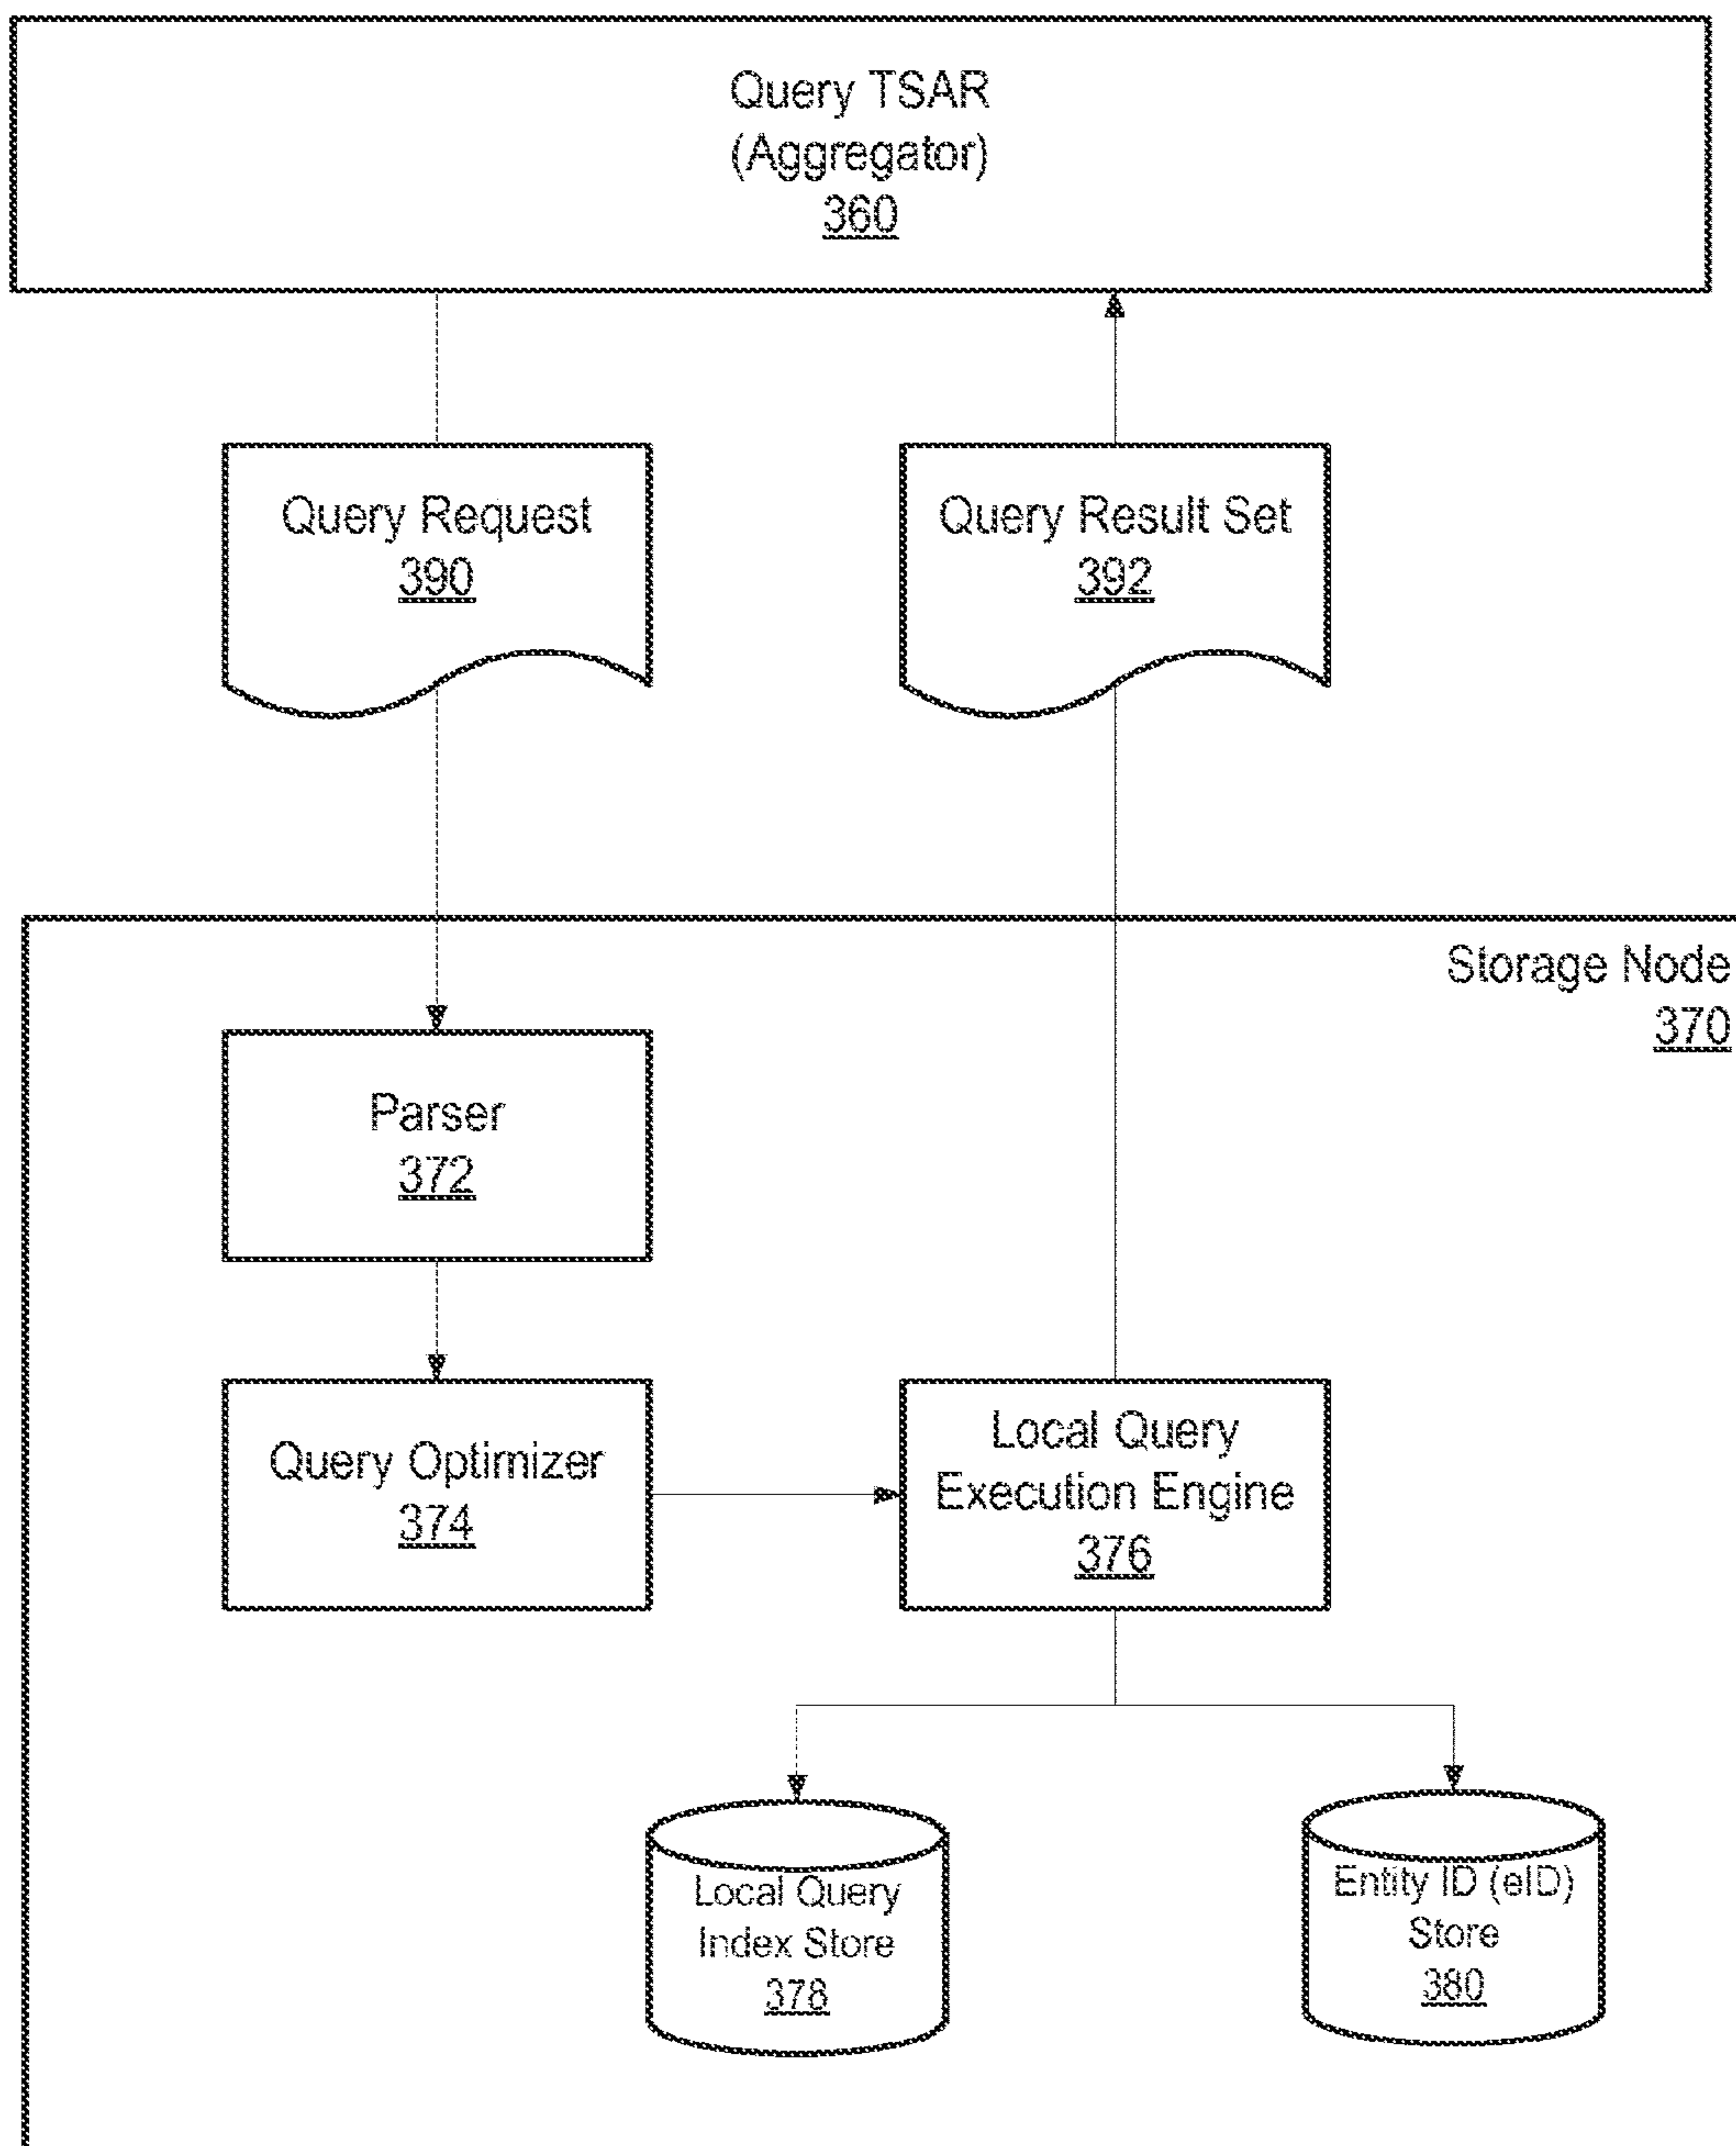 Query TSAR
(Aggregator)
360
Query Request
390
Query Result Set
392
Storage Node
370
Parser
372
Query Optimizer
374
Local Query
Execution Engine
376
Local Query
Index Store
378
Entity ID (eID)
Store
380